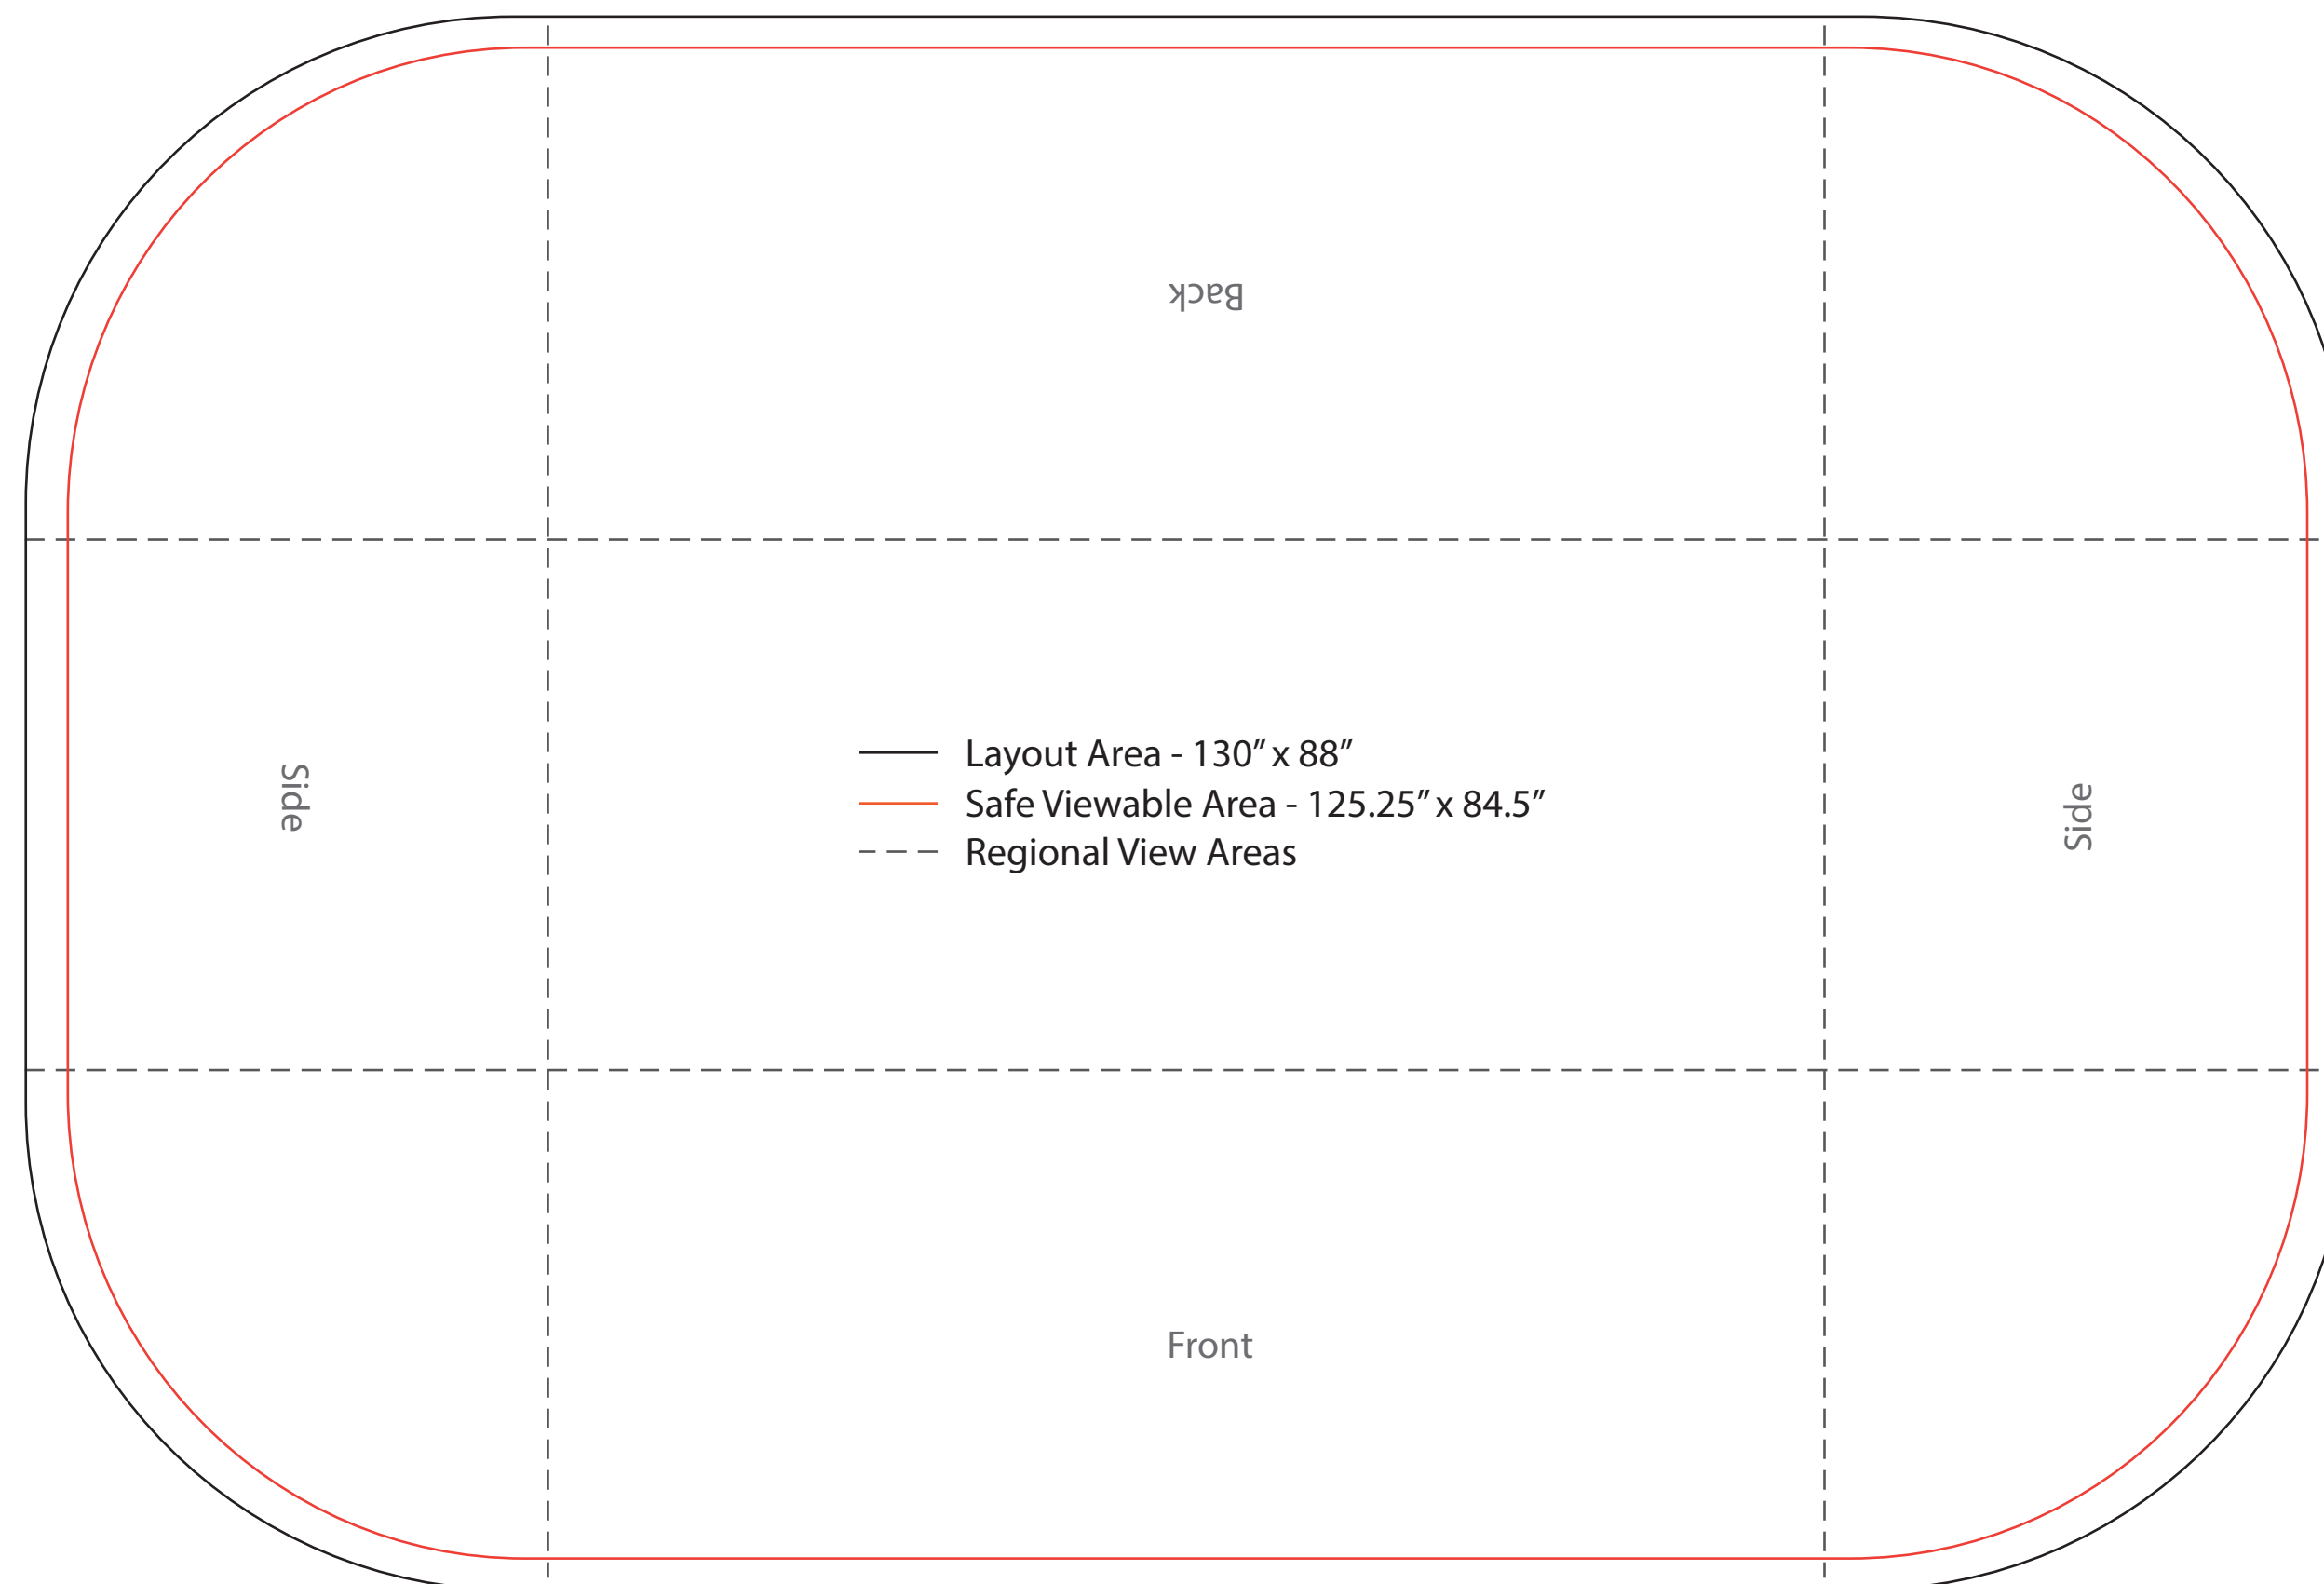 Back
Side
Layout Area - 130” x 88”
Safe Viewable Area - 125.25” x 84.5”
Regional View Areas
Side
Front